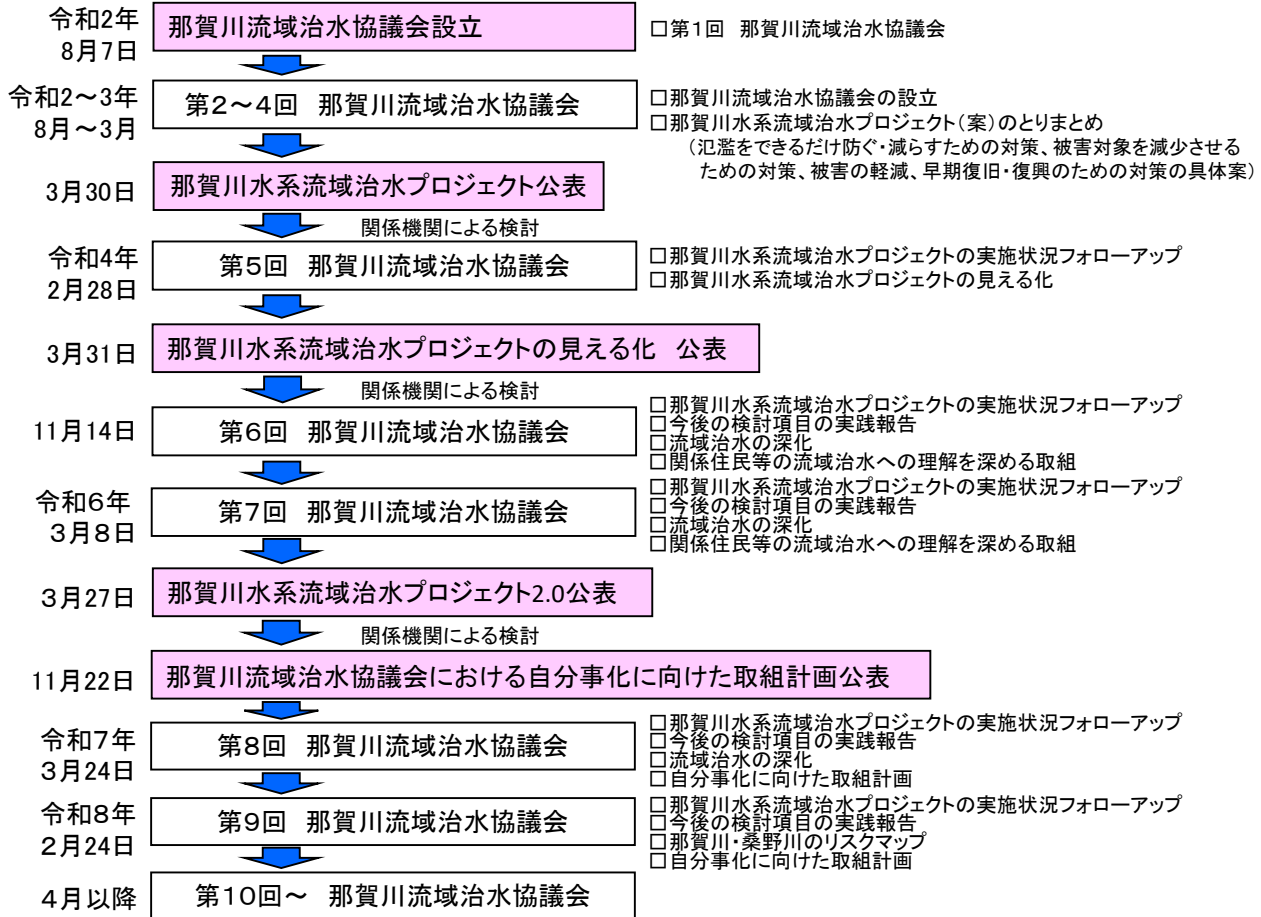 令和2年
8月7日
那賀川流域治水協議会設立
□第1回 那賀川流域治水協議会
令和2～3年
8月～3月
第2～4回 那賀川流域治水協議会
□那賀川流域治水協議会の設立
□那賀川水系流域治水プロジェクト(案)のとりまとめ
(氾濫をできるだけ防ぐ・減らすための対策、被害対象を減少させる
ための対策、被害の軽減、早期復旧・復興のための対策の具体案)
3月30日
那賀川水系流域治水プロジェクト公表
関係機関による検討
令和4年
2月28日
第5回 那賀川流域治水協議会
□那賀川水系流域治水プロジェクトの実施状況フォローアップ
□那賀川水系流域治水プロジェクトの見える化
3月31日
那賀川水系流域治水プロジェクトの見える化 公表
関係機関による検討
11月14日
第6回 那賀川流域治水協議会
□那賀川水系流域治水プロジェクトの実施状況フォローアップ
□今後の検討項目の実践報告
□流域治水の深化
□関係住民等の流域治水への理解を深める取組
令和6年
3月8日
第7回 那賀川流域治水協議会
□那賀川水系流域治水プロジェクトの実施状況フォローアップ
□今後の検討項目の実践報告
□流域治水の深化
□関係住民等の流域治水への理解を深める取組
3月27日
那賀川水系流域治水プロジェクト2.0公表
関係機関による検討
11月22日
那賀川流域治水協議会における自分事化に向けた取組計画公表
令和7年
3月24日
第8回 那賀川流域治水協議会
□那賀川水系流域治水プロジェクトの実施状況フォローアップ
□今後の検討項目の実践報告
□流域治水の深化
□自分事化に向けた取組計画
令和8年
2月24日
第9回 那賀川流域治水協議会
□那賀川水系流域治水プロジェクトの実施状況フォローアップ
□今後の検討項目の実践報告
□那賀川・桑野川のリスクマップ
□自分事化に向けた取組計画
4月以降
第10回～ 那賀川流域治水協議会